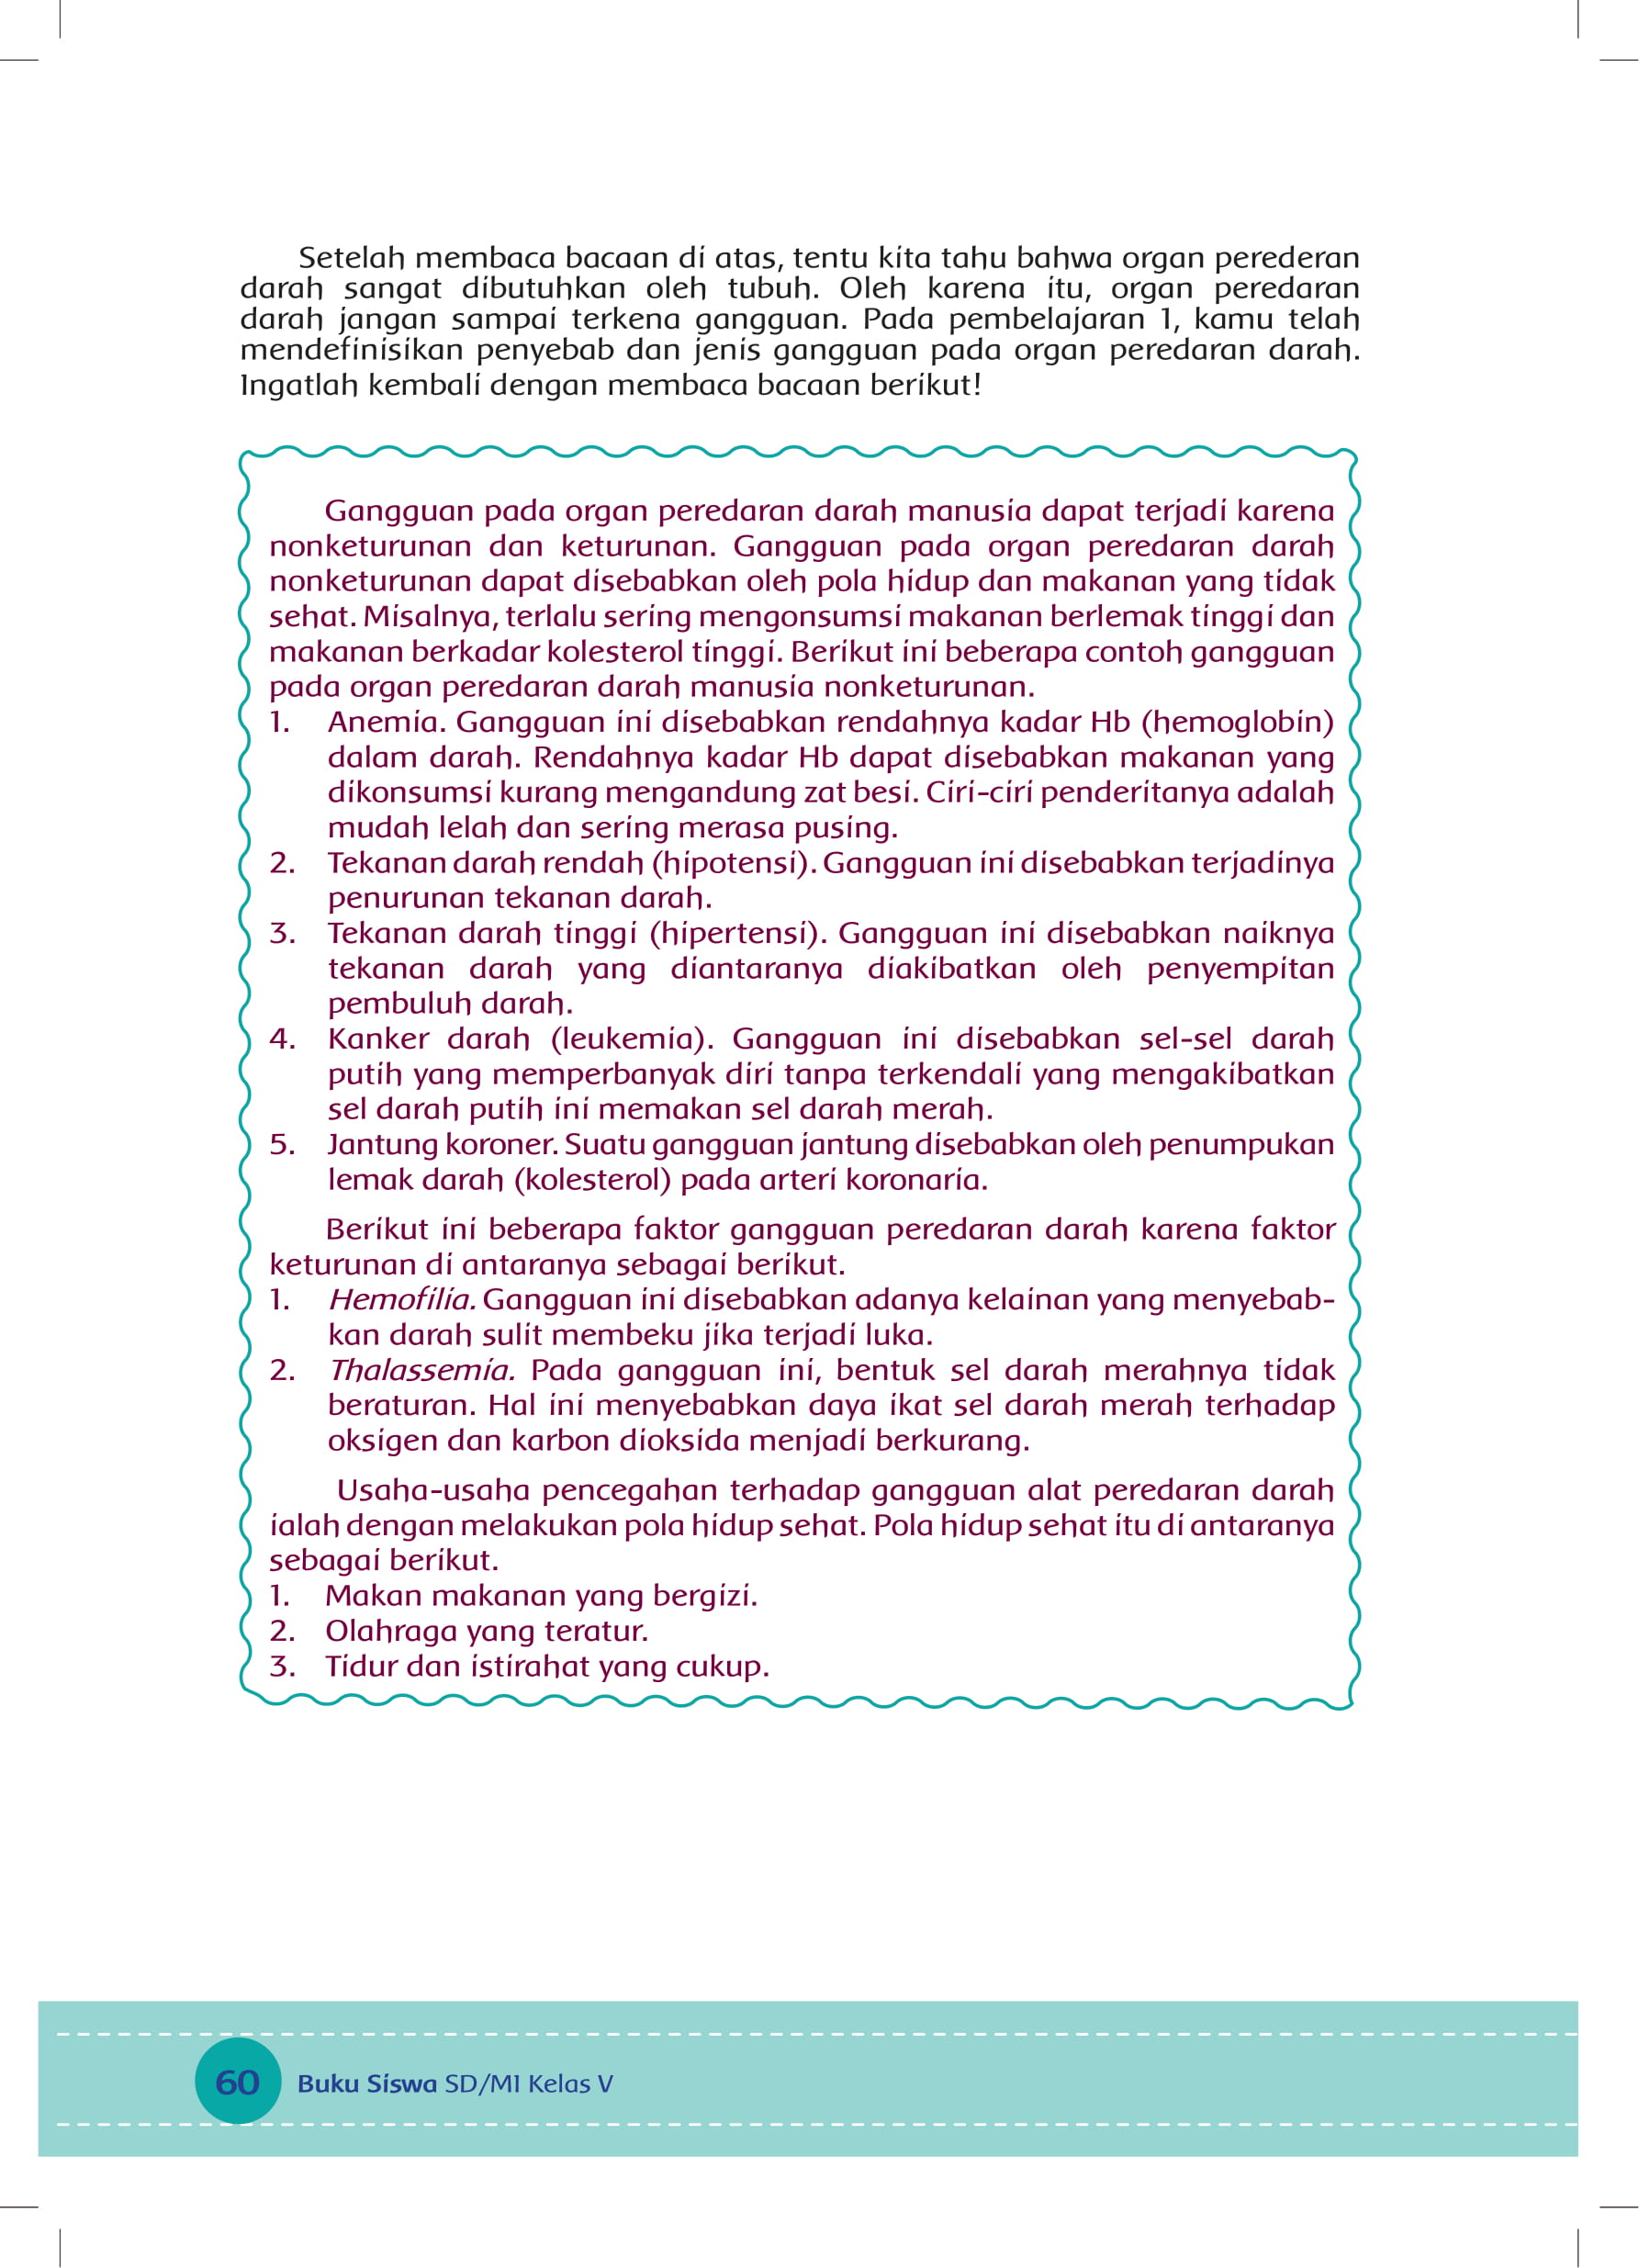 Setelah membaca bacaan di atas, tentu kita tahu bahwa organ perederan
darah sangat dibutuhkan oleh tubuh. Oleh karena itu, organ peredaran
darah jangan sampai terkena gangguan. Pada pembelajaran 1, kamu telah
mendefinisikan penyebab dan jenis gangguan pada organ peredaran darah.
Ingatlah kembali dengan membaca bacaan berikut!
Gangguan pada organ peredaran darah manusia dapat terjadi karena
nonketurunan dan keturunan. Gangguan pada organ peredaran darah
nonketurunan dapat disebabkan oleh pola hidup dan makanan yang tidak
sehat. Misalnya, terlalu sering mengonsumsi makanan berlemak tinggi dan
makanan berkadar kolesterol tinggi. Berikut ini beberapa contoh gangguan
pada organ peredaran darah manusia nonketurunan.
1. Anemia. Gangguan ini disebabkan rendahnya kadar Hb (hemoglobin)
dalam darah. Rendahnya kadar Hb dapat disebabkan makanan yang
dikonsumsi kurang mengandung zat besi. Ciri-ciri penderitanya adalah
mudah lelah dan sering merasa pusing.
2. Tekanan darah rendah (hipotensi). Gangguan ini disebabkan terjadinya
penurunan tekanan darah.
3. Tekanan darah tinggi (hipertensi). Gangguan ini disebabkan naiknya
tekanan darah yang diantaranya diakibatkan oleh penyempitan
pembuluh darah.
4. Kanker darah (leukemia). Gangguan ini disebabkan sel-sel darah
putih yang memperbanyak diri tanpa terkendali yang mengakibatkan
sel darah putih ini memakan sel darah merah.
5. Jantung koroner. Suatu gangguan jantung disebabkan oleh penumpukan
lemak darah (kolesterol) pada arteri koronaria.
Berikut ini beberapa faktor gangguan peredaran darah karena faktor
keturunan di antaranya sebagai berikut.
1. Hemofilia. Gangguan ini disebabkan adanya kelainan yang menyebab-
kan darah sulit membeku jika terjadi luka.
2. Thalassemia. Pada gangguan ini, bentuk sel darah merahnya tidak
beraturan. Hal ini menyebabkan daya ikat sel darah merah terhadap
oksigen dan karbon dioksida menjadi berkurang.
Usaha-usaha pencegahan terhadap gangguan alat peredaran darah
ialah dengan melakukan pola hidup sehat. Pola hidup sehat itu di antaranya
sebagai berikut.
1. Makan makanan yang bergizi.
2. Olahraga yang teratur.
3. Tidur dan istirahat yang cukup.
60 Buku Siswa SD/MI Kelas V